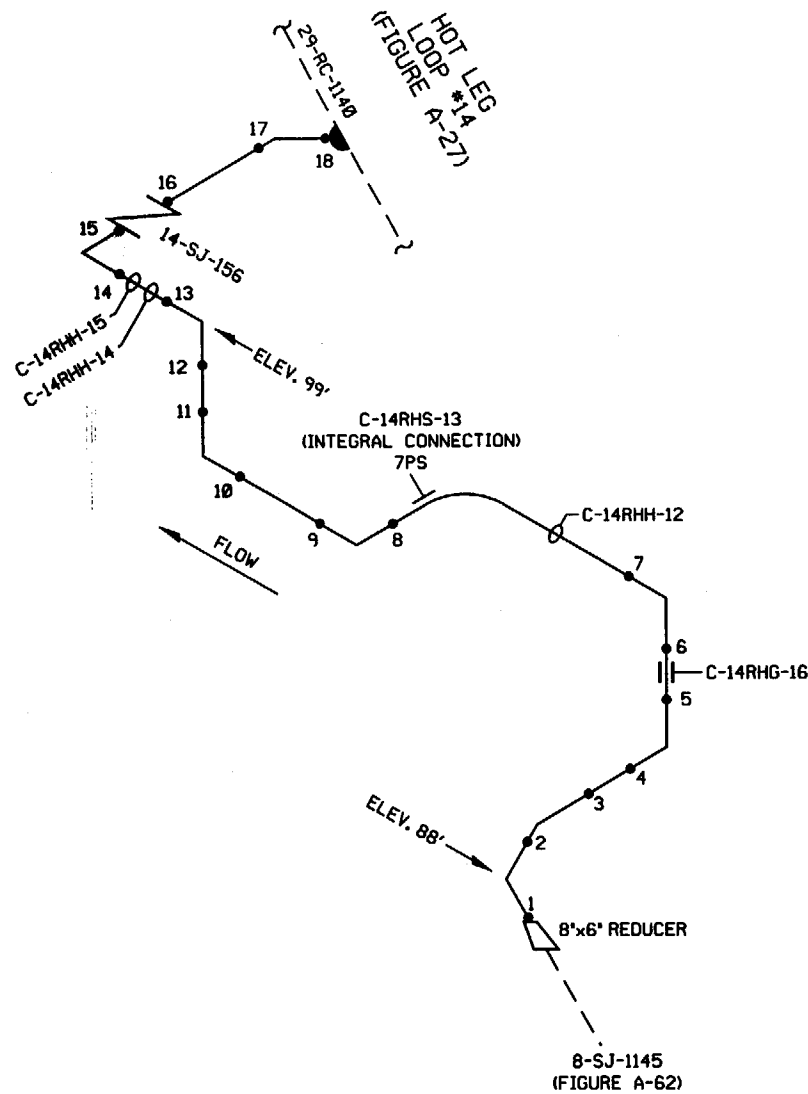 HOT LEG
LOOP #14
(FIGURE A-27)
29-RC-1140
17
18
16
15
14-SJ-156
14
13
C-14RHH-15
C-14RHH-14
12
ELEV. 99'
11
C-14RHS-13
(INTEGRAL CONNECTION)
7PS
10
9
8
C-14RHH-12
FLOW
7
6
C-14RHG-16
5
4
3
ELEV. 88'
2
1
8"x6" REDUCER
8-SJ-1145
(FIGURE A-62)